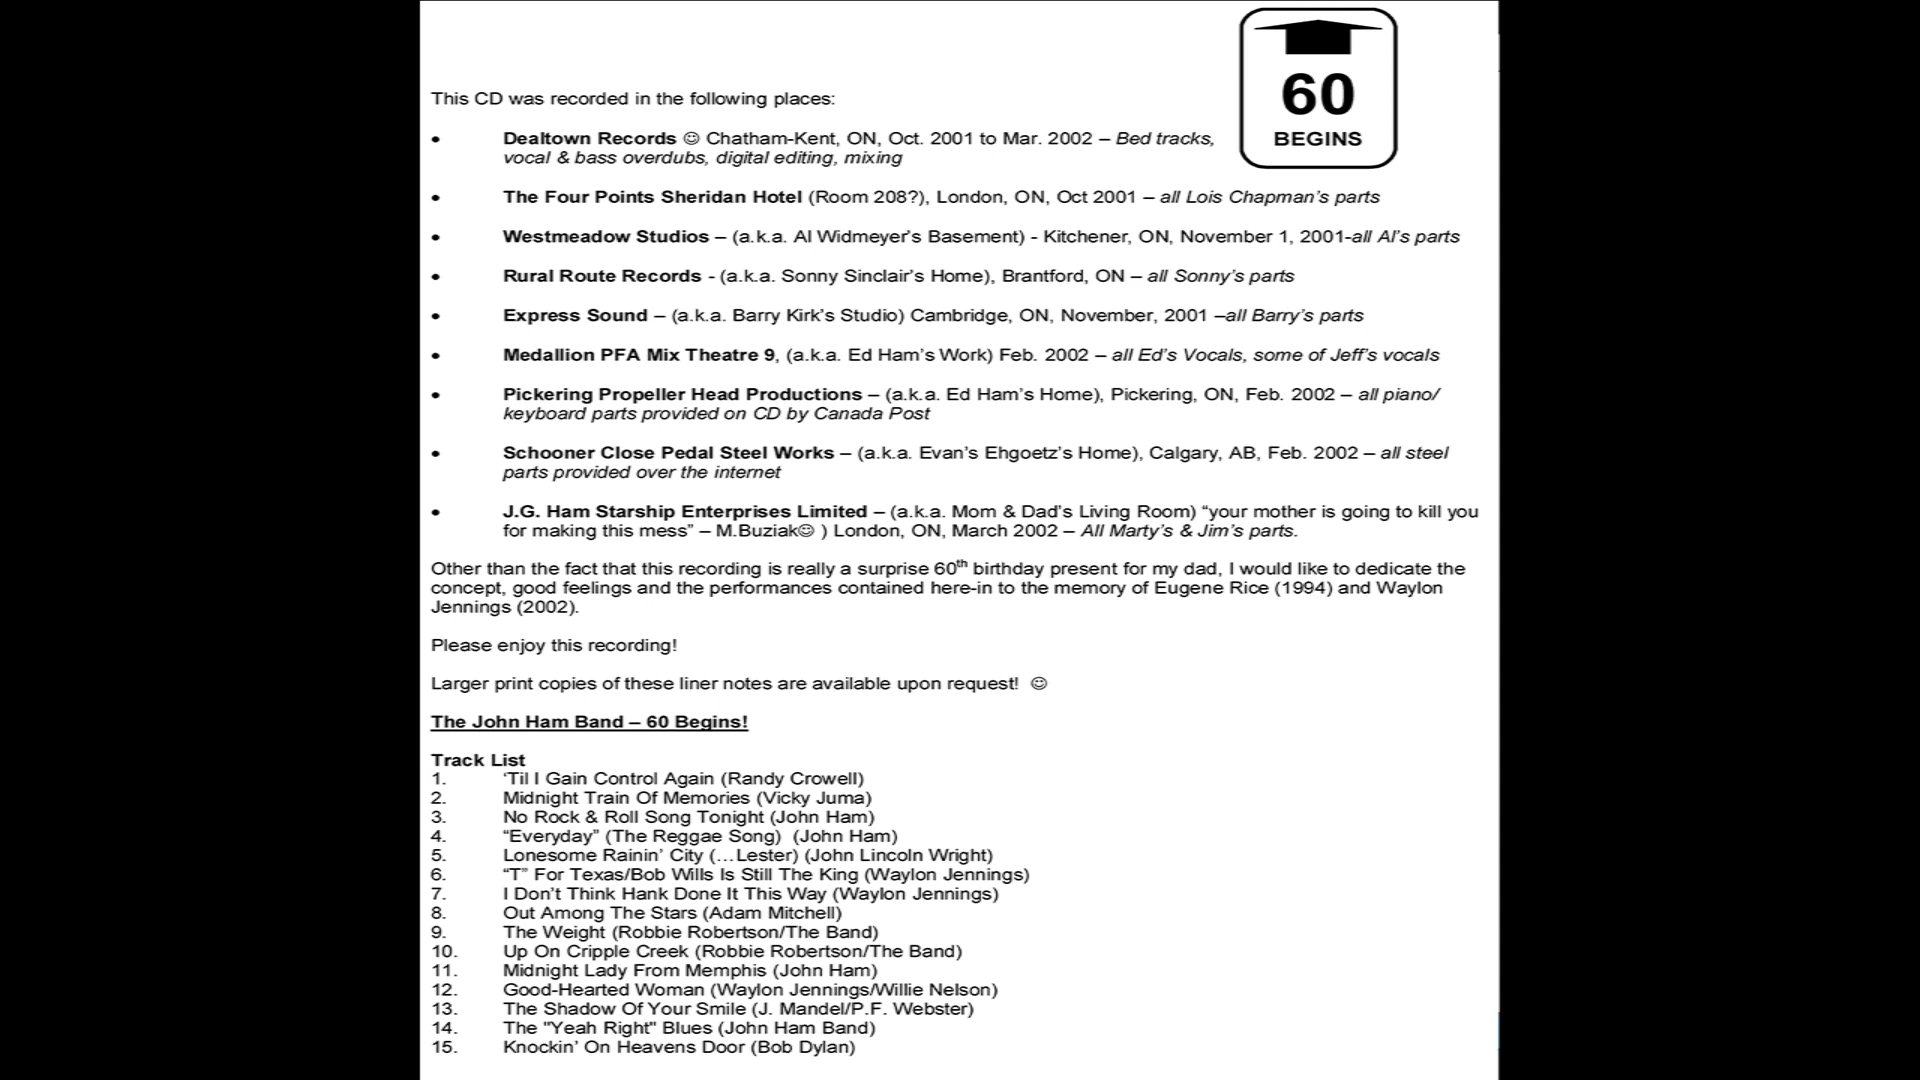 60
BEGINS
This CD was recorded in the following places:
• Dealtown Records ☺ Chatham-Kent, ON, Oct. 2001 to Mar. 2002 – Bed tracks,
vocal & bass overdubs, digital editing, mixing
• The Four Points Sheridan Hotel (Room 208?), London, ON, Oct 2001 – all Lois Chapman’s parts
• Westmeadow Studios – (a.k.a. Al Widmeyer’s Basement) - Kitchener, ON, November 1, 2001-all Al’s parts
• Rural Route Records - (a.k.a. Sonny Sinclair’s Home), Brantford, ON – all Sonny’s parts
• Express Sound – (a.k.a. Barry Kirk’s Studio) Cambridge, ON, November, 2001 –all Barry’s parts
• Medallion PFA Mix Theatre 9, (a.k.a. Ed Ham’s Work) Feb. 2002 – all Ed’s Vocals, some of Jeff’s vocals
• Pickering Propeller Head Productions – (a.k.a. Ed Ham’s Home), Pickering, ON, Feb. 2002 – all piano/
keyboard parts provided on CD by Canada Post
• Schooner Close Pedal Steel Works – (a.k.a. Evan’s Ehgoetz’s Home), Calgary, AB, Feb. 2002 – all steel
parts provided over the internet
• J.G. Ham Starship Enterprises Limited – (a.k.a. Mom & Dad’s Living Room) “your mother is going to kill you
for making this mess” – M.Buziak☺ ) London, ON, March 2002 – All Marty’s & Jim’s parts.
Other than the fact that this recording is really a surprise 60th birthday present for my dad, I would like to dedicate the
concept, good feelings and the performances contained here-in to the memory of Eugene Rice (1994) and Waylon
Jennings (2002).
Please enjoy this recording!
Larger print copies of these liner notes are available upon request! ☺
The John Ham Band – 60 Begins!
Track List
1. ‘Til I Gain Control Again (Randy Crowell)
2. Midnight Train Of Memories (Vicky Juma)
3. No Rock & Roll Song Tonight (John Ham)
4. “Everyday” (The Reggae Song) (John Ham)
5. Lonesome Rainin’ City (…Lester) (John Lincoln Wright)
6. “T” For Texas/Bob Wills Is Still The King (Waylon Jennings)
7. I Don’t Think Hank Done It This Way (Waylon Jennings)
8. Out Among The Stars (Adam Mitchell)
9. The Weight (Robbie Robertson/The Band)
10. Up On Cripple Creek (Robbie Robertson/The Band)
11. Midnight Lady From Memphis (John Ham)
12. Good-Hearted Woman (Waylon Jennings/Willie Nelson)
13. The Shadow Of Your Smile (J. Mandel/P.F. Webster)
14. The "Yeah Right" Blues (John Ham Band)
15. Knockin’ On Heavens Door (Bob Dylan)